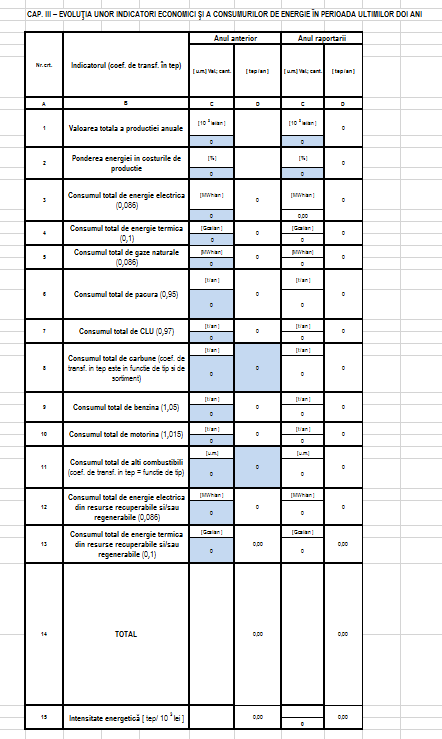 CAP. III – EVOLUŢIA UNOR INDICATORI ECONOMICI ŞI A CONSUMURILOR DE ENERGIE ÎN PERIOADA ULTIMILOR DOI ANI
Nr. crt. Indicatorul (coef. de transf. în tep) Anul anterior Anul raportarii
[u.m] Val.; cant. [tep/an] [u.m] Val.; cant. [tep/an]
A B C D C D
1 Valoarea totala a productiei anuale [10³ lei/an] [10³ lei/an] 0
0 0
2 Ponderea energiei in costurile de productie [%] [%] 0
0 0
3 Consumul total de energie electrica (0,086) [MWh/an] 0 [MWh/an] 0
0 0,00
4 Consumul total de energie termica (0,1) [Gcal/an] 0 [Gcal/an] 0
0 0
5 Consumul total de gaze naturale (0,086) [MWh/an] 0 [MWh/an] 0
0 0
6 Consumul total de pacura (0,95) [t/an] 0 [t/an] 0
0 0
7 Consumul total de CLU (0,97) [t/an] 0 [t/an] 0
0 0
8 Consumul total de carbune (coef. de transf. in tep este in functie de tip si de sortiment) [t/an] 0 [t/an] 0
0 0
9 Consumul total de benzina (1,05) [t/an] 0 [t/an] 0
0 0
10 Consumul total de motorina (1,015) [t/an] 0 [t/an] 0
0 0
11 Consumul total de alti combustibili (coef. de transf. in tep = functie de tip) [u.m] 0 [u.m] 0
0 0
12 Consumul total de energie electrica din resurse recuperabile si/sau regenerabile (0,086) [MWh/an] 0 [MWh/an] 0
0 0
13 Consumul total de energie termica din resurse recuperabile si/sau regenerabile (0,1) [Gcal/an] 0,00 [Gcal/an] 0,00
0 0
14 TOTAL 0,00 0,00
15 Intensitate energetică [ tep/ 10³ lei ] 0,00 0,00
0